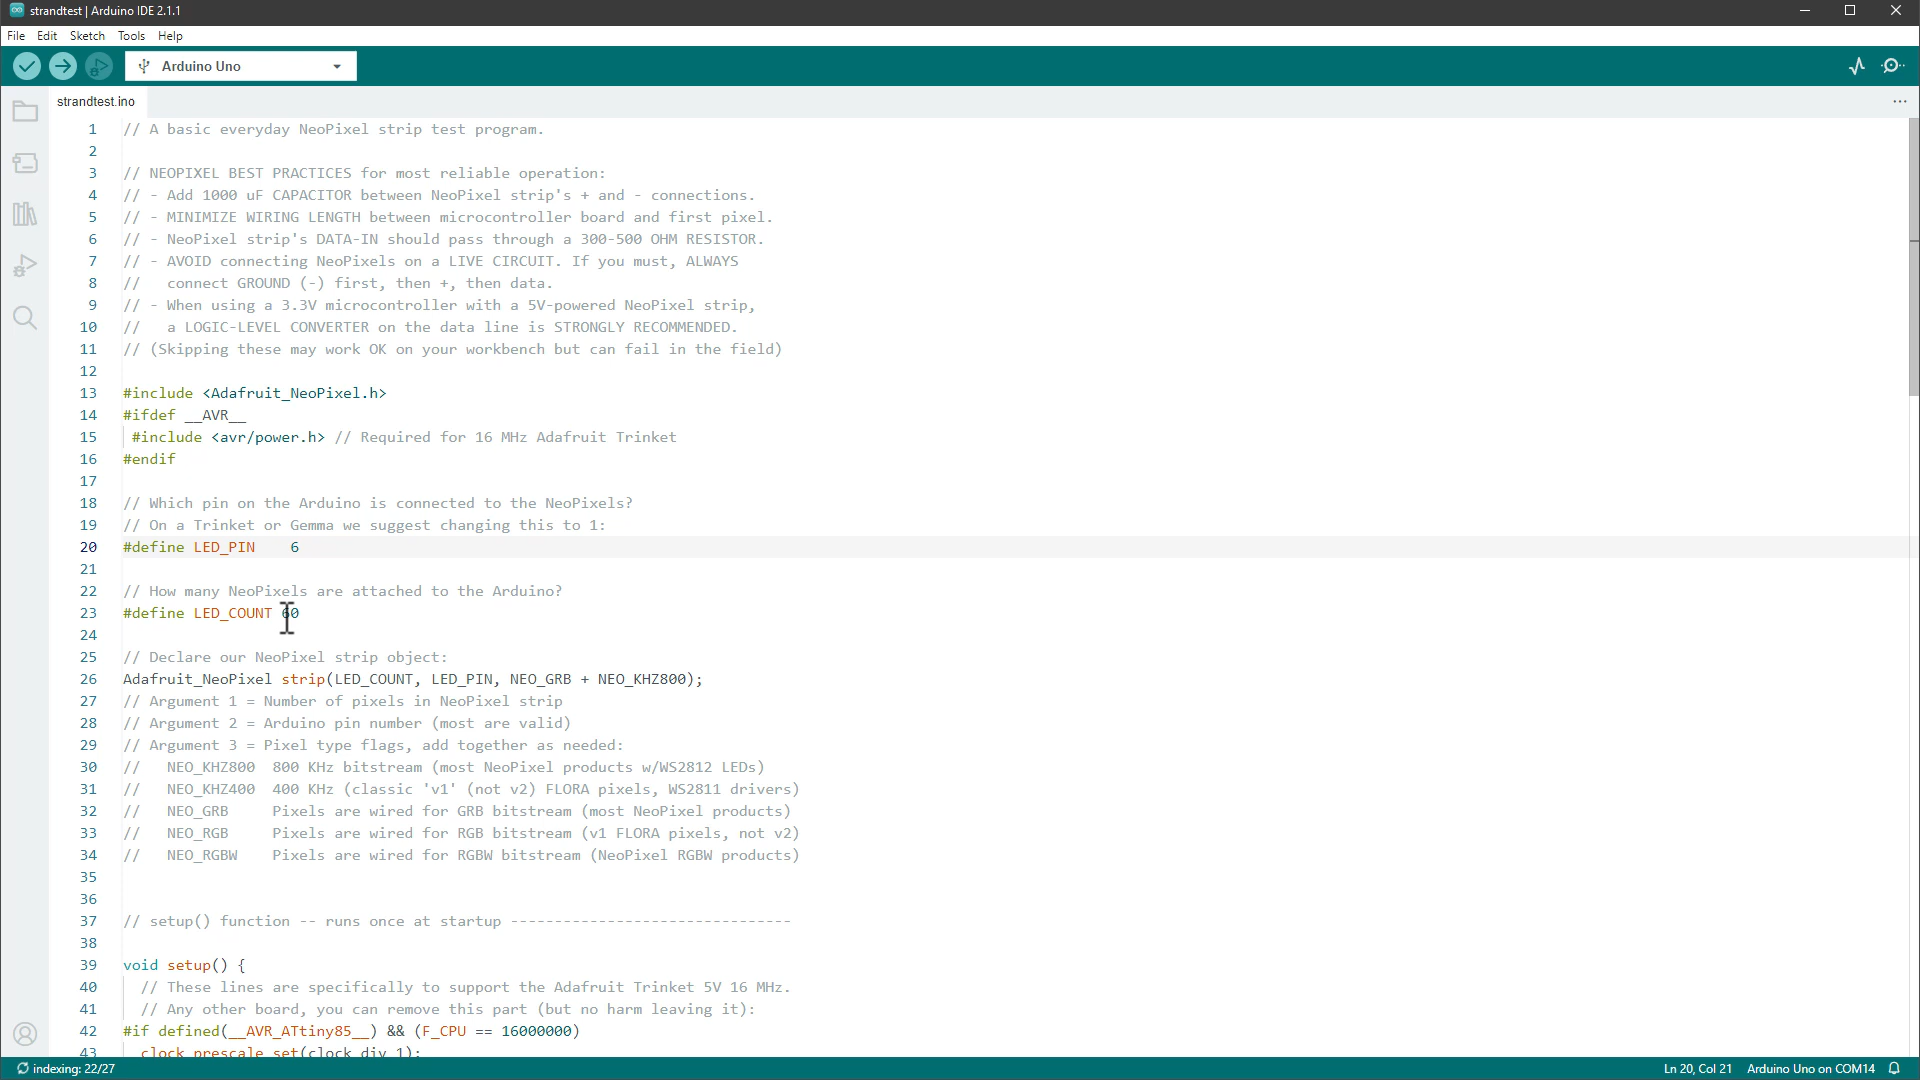 strandtest | Arduino IDE 2.1.1
File Edit Sketch Tools Help
Arduino Uno
strandtest.ino
1 // A basic everyday NeoPixel strip test program.
2
3 // NEOPIXEL BEST PRACTICES for most reliable operation:
4 // - Add 1000 uF CAPACITOR between NeoPixel strip's + and - connections.
5 // - MINIMIZE WIRING LENGTH between microcontroller board and first pixel.
6 // - NeoPixel strip's DATA-IN should pass through a 300-500 OHM RESISTOR.
7 // - AVOID connecting NeoPixels on a LIVE CIRCUIT. If you must, ALWAYS
8 //   connect GROUND (-) first, then +, then data.
9 // - When using a 3.3V microcontroller with a 5V-powered NeoPixel strip,
10 //   a LOGIC-LEVEL CONVERTER on the data line is STRONGLY RECOMMENDED.
11 // (Skipping these may work OK on your workbench but can fail in the field)
12
13 #include <Adafruit_NeoPixel.h>
14 #ifdef __AVR__
15 #include <avr/power.h> // Required for 16 MHz Adafruit Trinket
16 #endif
17
18 // Which pin on the Arduino is connected to the NeoPixels?
19 // On a Trinket or Gemma we suggest changing this to 1:
20 #define LED_PIN    6
21
22 // How many NeoPixels are attached to the Arduino?
23 #define LED_COUNT 60
24
25 // Declare our NeoPixel strip object:
26 Adafruit_NeoPixel strip(LED_COUNT, LED_PIN, NEO_GRB + NEO_KHZ800);
27 // Argument 1 = Number of pixels in NeoPixel strip
28 // Argument 2 = Arduino pin number (most are valid)
29 // Argument 3 = Pixel type flags, add together as needed:
30 //   NEO_KHZ800  800 KHz bitstream (most NeoPixel products w/WS2812 LEDs)
31 //   NEO_KHZ400  400 KHz (classic 'v1' (not v2) FLORA pixels, WS2811 drivers)
32 //   NEO_GRB     Pixels are wired for GRB bitstream (most NeoPixel products)
33 //   NEO_RGB     Pixels are wired for RGB bitstream (v1 FLORA pixels, not v2)
34 //   NEO_RGBW    Pixels are wired for RGBW bitstream (NeoPixel RGBW products)
35
36
37 // setup() function -- runs once at startup --------------------------------
38
39 void setup() {
40   // These lines are specifically to support the Adafruit Trinket 5V 16 MHz.
41   // Any other board, you can remove this part (but no harm leaving it):
42 #if defined(__AVR_ATtiny85__) && (F_CPU == 16000000)
43   clock_prescale_set(clock_div_1);
indexing: 22/27
Ln 20, Col 21 Arduino Uno on COM14